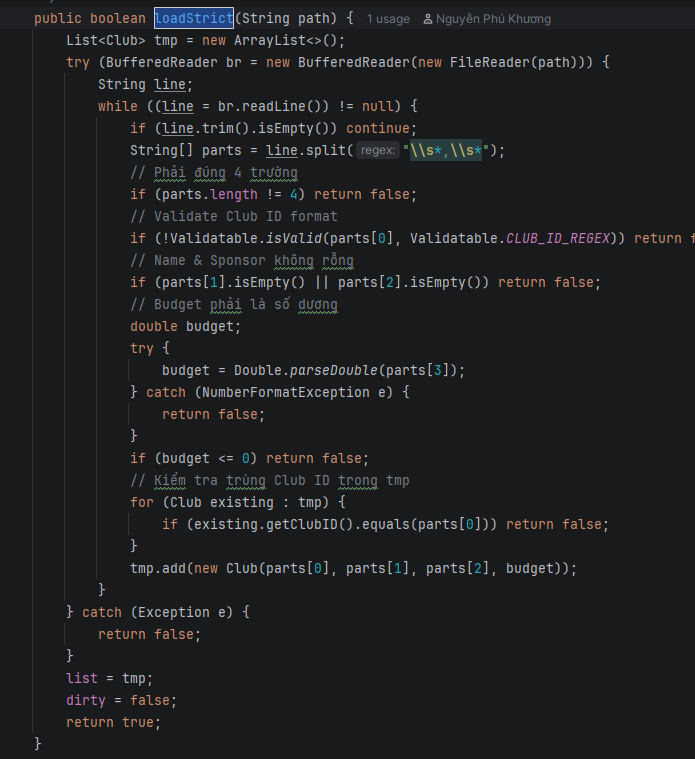 public boolean loadStrict(String path) {  1 usage  Nguyễn Phú Khương
    List<Club> tmp = new ArrayList<>();
    try (BufferedReader br = new BufferedReader(new FileReader(path))) {
        String line;
        while ((line = br.readLine()) != null) {
            if (line.trim().isEmpty()) continue;
            String[] parts = line.split( regex: "\\s*,\\s*");
            // Phải đúng 4 trường
            if (parts.length != 4) return false;
            // Validate Club ID format
            if (!Validatable.isValid(parts[0], Validatable.CLUB_ID_REGEX)) return f
            // Name & Sponsor không rỗng
            if (parts[1].isEmpty() || parts[2].isEmpty()) return false;
            // Budget phải là số dương
            double budget;
            try {
                budget = Double.parseDouble(parts[3]);
            } catch (NumberFormatException e) {
                return false;
            }
            if (budget <= 0) return false;
            // Kiểm tra trùng Club ID trong tmp
            for (Club existing : tmp) {
                if (existing.getClubID().equals(parts[0])) return false;
            }
            tmp.add(new Club(parts[0], parts[1], parts[2], budget));
        }
    } catch (Exception e) {
        return false;
    }
    list = tmp;
    dirty = false;
    return true;
}